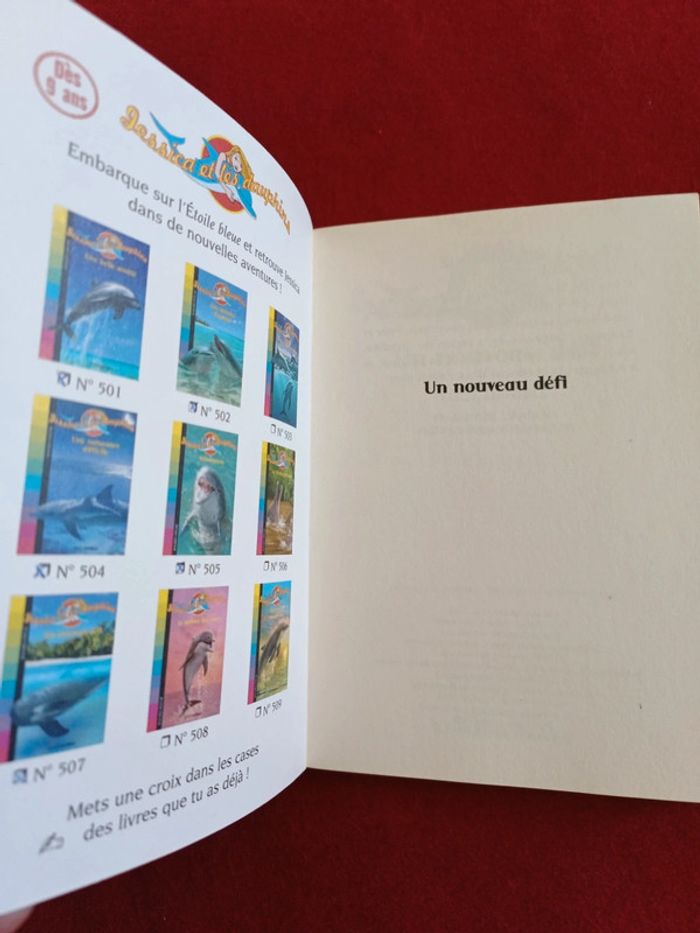 Dès
9 ans
Jessica et les dauphins
Embarque sur l'Étoile bleue et retrouve Jessica
dans de nouvelles aventures !
N° 501
N° 502
N° 503
N° 504
N° 505
N° 506
N° 507
N° 508
N° 509
Mets une croix dans les cases
des livres que tu as déjà !
Un nouveau défi